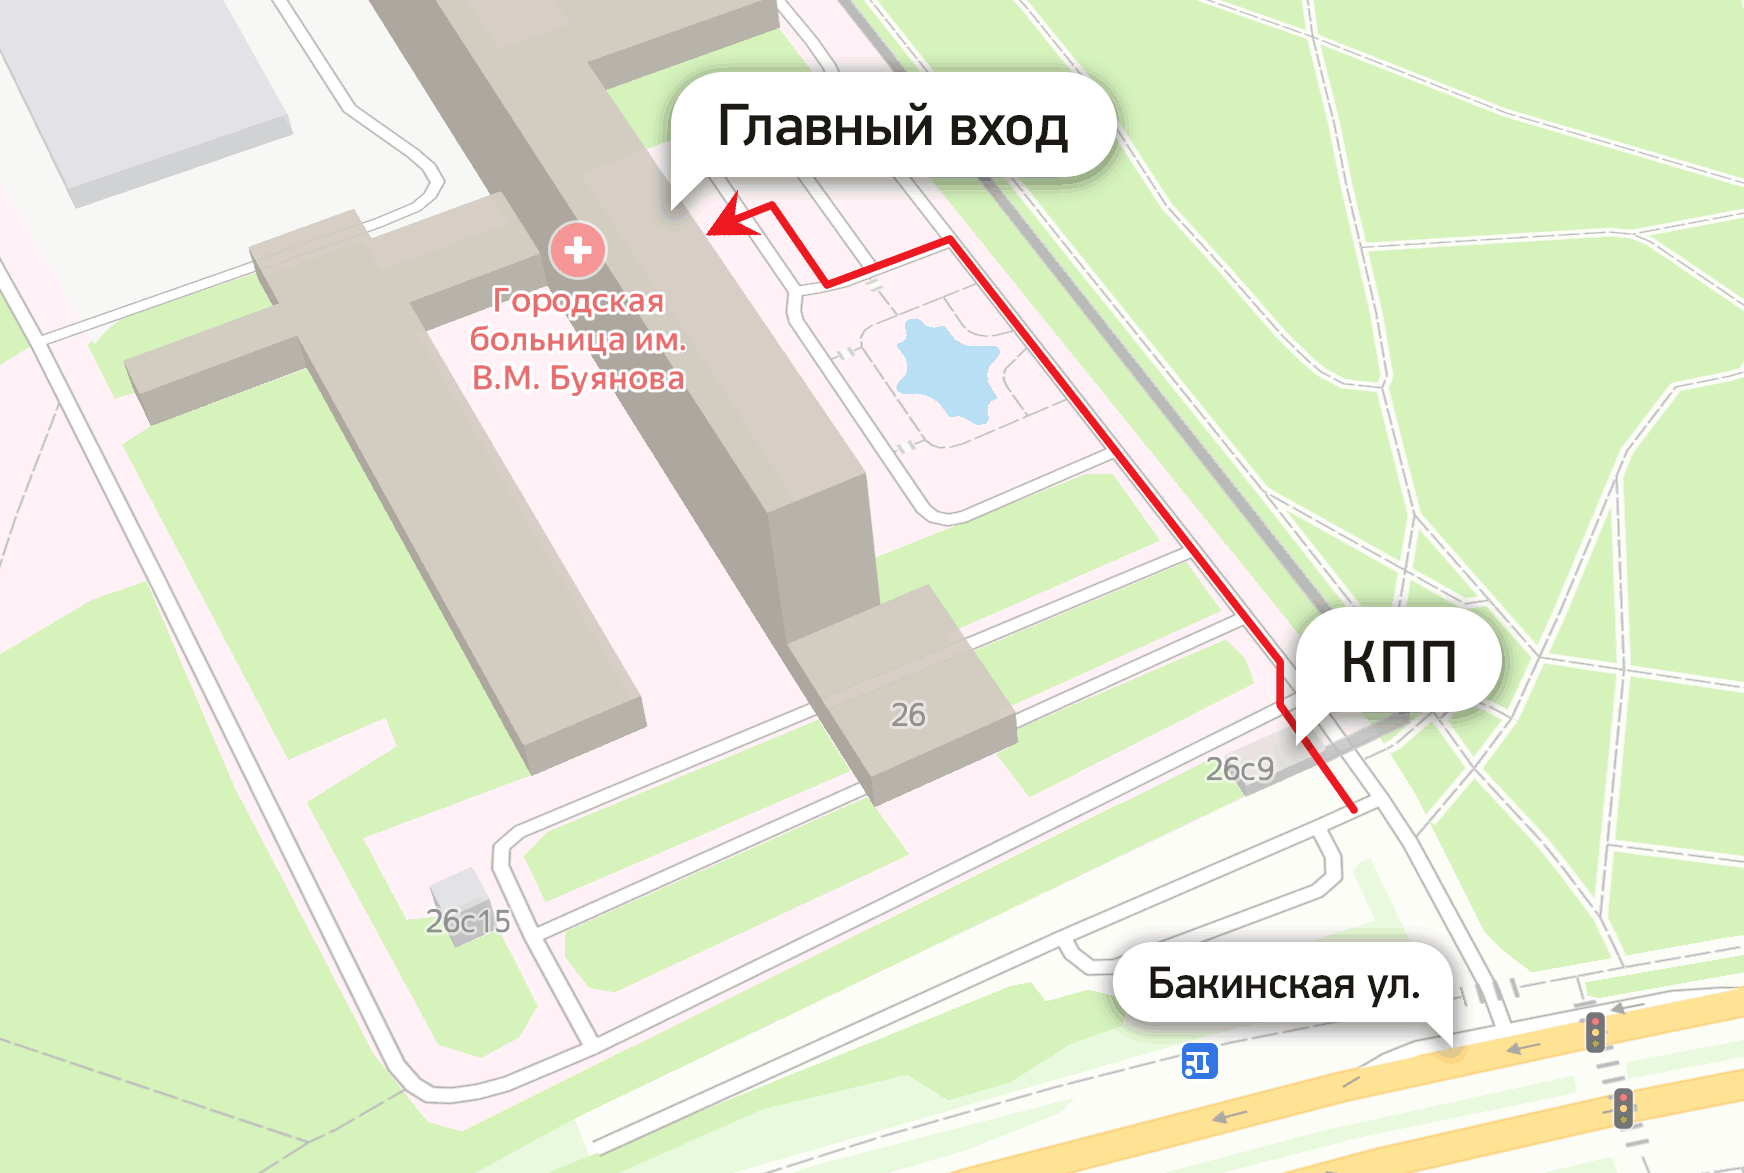 Главный вход
Городская
больница им.
В.М. Буянова
КПП
26
26с9
26с15
Бакинская ул.